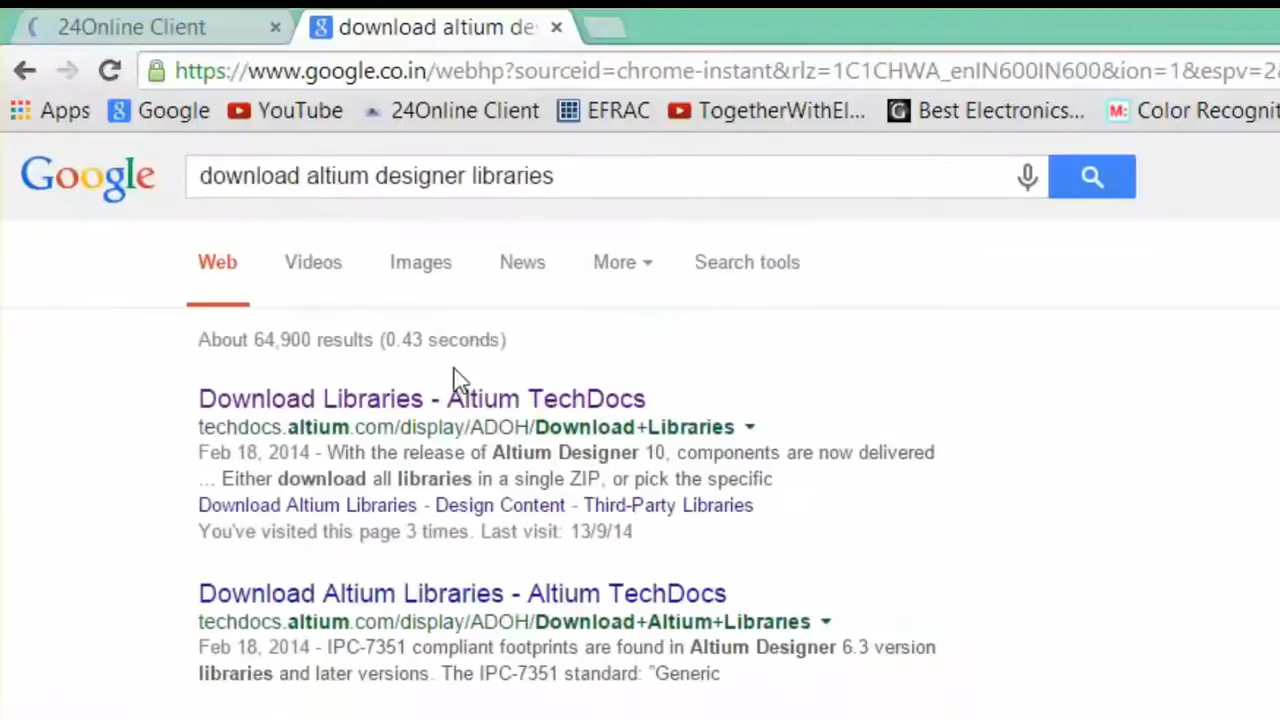 24Online Client
download altium de
https://www.google.co.in/webhp?sourceid=chrome-instant&rlz=1C1CHWA_enIN600IN600&ion=1&espv=2&
Apps Google YouTube 24Online Client EFRAC TogetherWithEl... Best Electronics... M: Color Recognit
Google download altium designer libraries
Web Videos Images News More Search tools
About 64,900 results (0.43 seconds)
Download Libraries - Altium TechDocs
techdocs.altium.com/display/ADOH/Download+Libraries
Feb 18, 2014 - With the release of Altium Designer 10, components are now delivered
... Either download all libraries in a single ZIP, or pick the specific
Download Altium Libraries - Design Content - Third-Party Libraries
You've visited this page 3 times. Last visit: 13/9/14
Download Altium Libraries - Altium TechDocs
techdocs.altium.com/display/ADOH/Download+Altium+Libraries
Feb 18, 2014 - IPC-7351 compliant footprints are found in Altium Designer 6.3 version
libraries and later versions. The IPC-7351 standard: "Generic